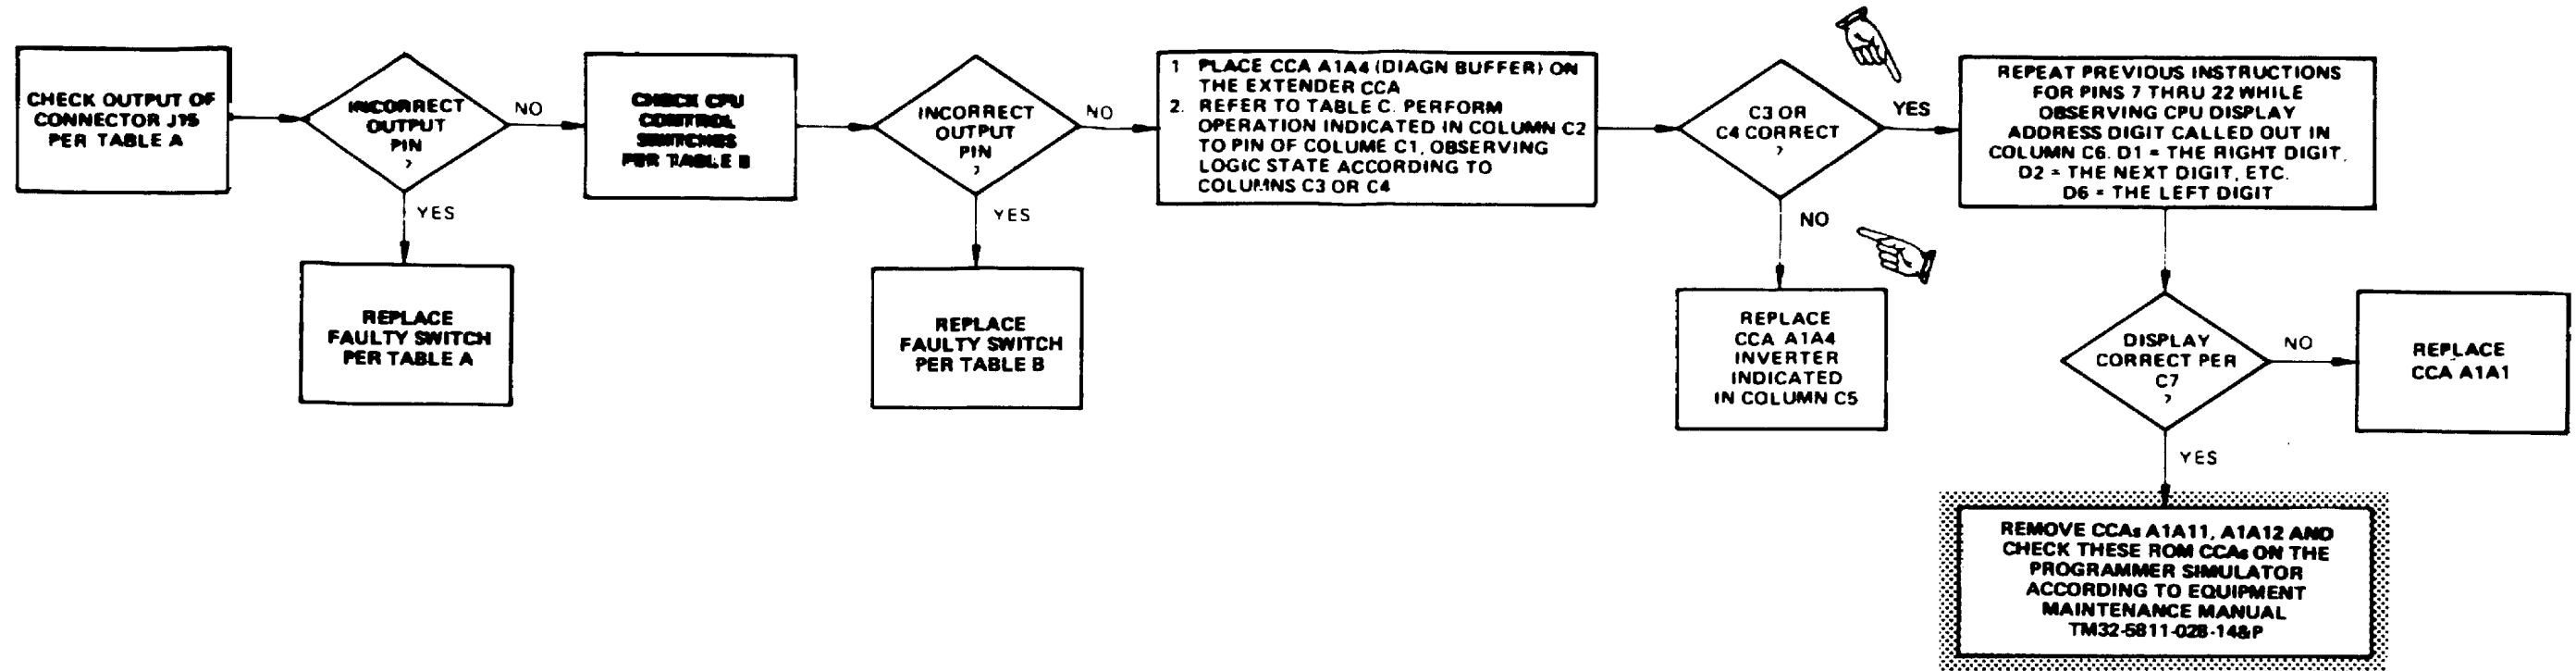 CHECK OUTPUT OF
CONNECTOR J15
PER TABLE A
INCORRECT
OUTPUT
PIN
?
NO
YES
REPLACE
FAULTY SWITCH
PER TABLE A
CHECK CPU
CONTROL
SWITCHES
PER TABLE B
INCORRECT
OUTPUT
PIN
?
NO
YES
REPLACE
FAULTY SWITCH
PER TABLE B
1 PLACE CCA A1A4 (DIAGN BUFFER) ON
THE EXTENDER CCA
2. REFER TO TABLE C. PERFORM
OPERATION INDICATED IN COLUMN C2
TO PIN OF COLUME C1, OBSERVING
LOGIC STATE ACCORDING TO
COLUMNS C3 OR C4
C3 OR
C4 CORRECT
?
YES
NO
REPLACE
CCA A1A4
INVERTER
INDICATED
IN COLUMN C5
REPEAT PREVIOUS INSTRUCTIONS
FOR PINS 7 THRU 22 WHILE
OBSERVING CPU DISPLAY
ADDRESS DIGIT CALLED OUT IN
COLUMN C6. D1 = THE RIGHT DIGIT,
D2 = THE NEXT DIGIT, ETC.
D6 = THE LEFT DIGIT
DISPLAY
CORRECT PER
C7
?
NO
REPLACE
CCA A1A1
YES
REMOVE CCAs A1A11, A1A12 AND
CHECK THESE ROM CCAs ON THE
PROGRAMMER SIMULATOR
ACCORDING TO EQUIPMENT
MAINTENANCE MANUAL
TM32-5811-028-14&P